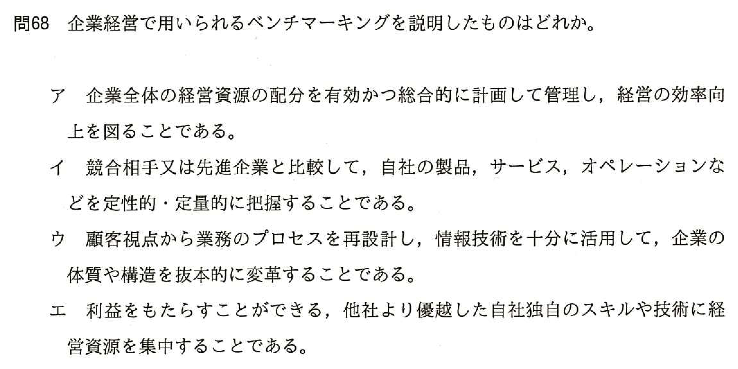 問68 企業経営で用いられるベンチマーキングを説明したものはどれか。
ア 企業全体の経営資源の配分を有効かつ総合的に計画して管理し，経営の効率向
上を図ることである。
イ 競合相手又は先進企業と比較して，自社の製品，サービス，オペレーションな
どを定性的・定量的に把握することである。
ウ 顧客視点から業務のプロセスを再設計し，情報技術を十分に活用して，企業の
体質や構造を抜本的に変革することである。
エ 利益をもたらすことができる，他社より優越した自社独自のスキルや技術に経
営資源を集中することである。